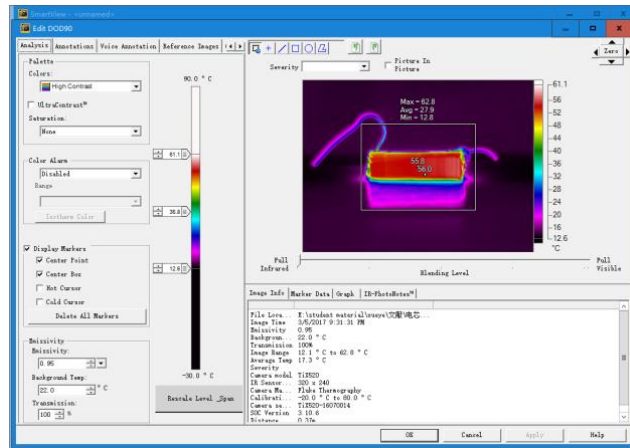 SmartView - <unnamed>
Edit DOD90
Analysis Annotations Voice Annotation Reference Images
Palette
Colors:
High Contrast
UltraContrast™
Saturation:
None
Color Alarm
Disabled
Range
Isotherm Color
Display Markers
Center Point
Center Box
Hot Cursor
Cold Cursor
Delete All Markers
Emissivity
Emissivity:
0.95
Background Temp:
22.0 °C
Transmission:
100 %
90.0 °C
61.1
12.6
-30.0 °C
Rescale Level _Span
Severity
Picture In
Picture
Zero
Max = 62.8
Avg = 27.9
Min = 12.8
55.8
56.0
61.1
56
52
48
44
40
36
32
28
24
20
16
12.6
°C
Full
Infrared
Blending Level
Full
Visible
Image Info Marker Data Graph IR-PhotoNotes™
Image Time 3/5/2017 9:31:31 PM
Emissivity 0.95
Backgroun... 22.0 °C
Transmission 100%
Image Range 12.1 °C to 62.8 °C
Average Temp 17.3 °C
Severity
Camera model TiX520
IR Sensor... 320 x 240
Camera Ma... Fluke Thermography
Calibrati... -20.0 °C to 80.0 °C
Camera se... TiX520-16070014
SOC Version 3.10.6
Distance 0.37m
OK Cancel Apply Help